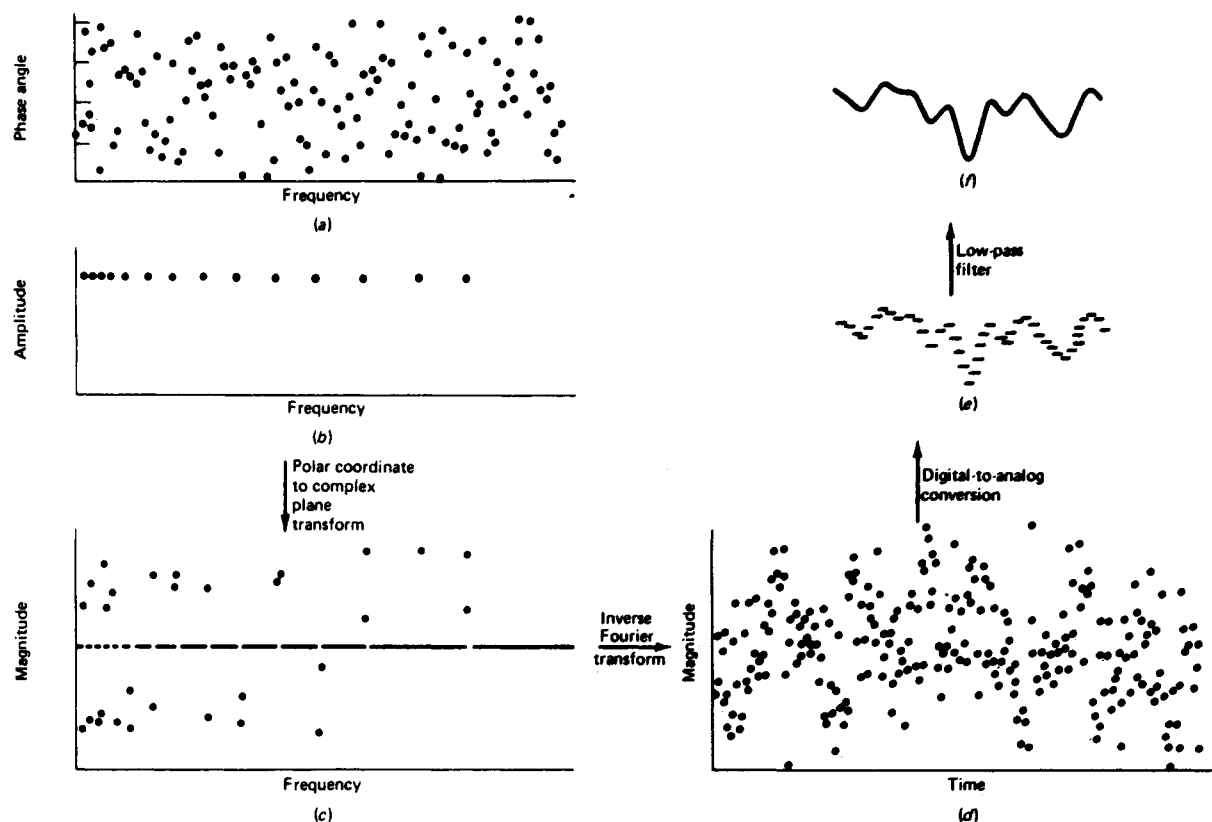 Phase angle
Frequency
(a)
Amplitude
Frequency
(b)
Polar coordinate
to complex
plane
transform
Magnitude
Frequency
(c)
Inverse
Fourier
transform
Magnitude
Time
(d)
Digital-to-analog
conversion
(e)
Low-pass
filter
(f)